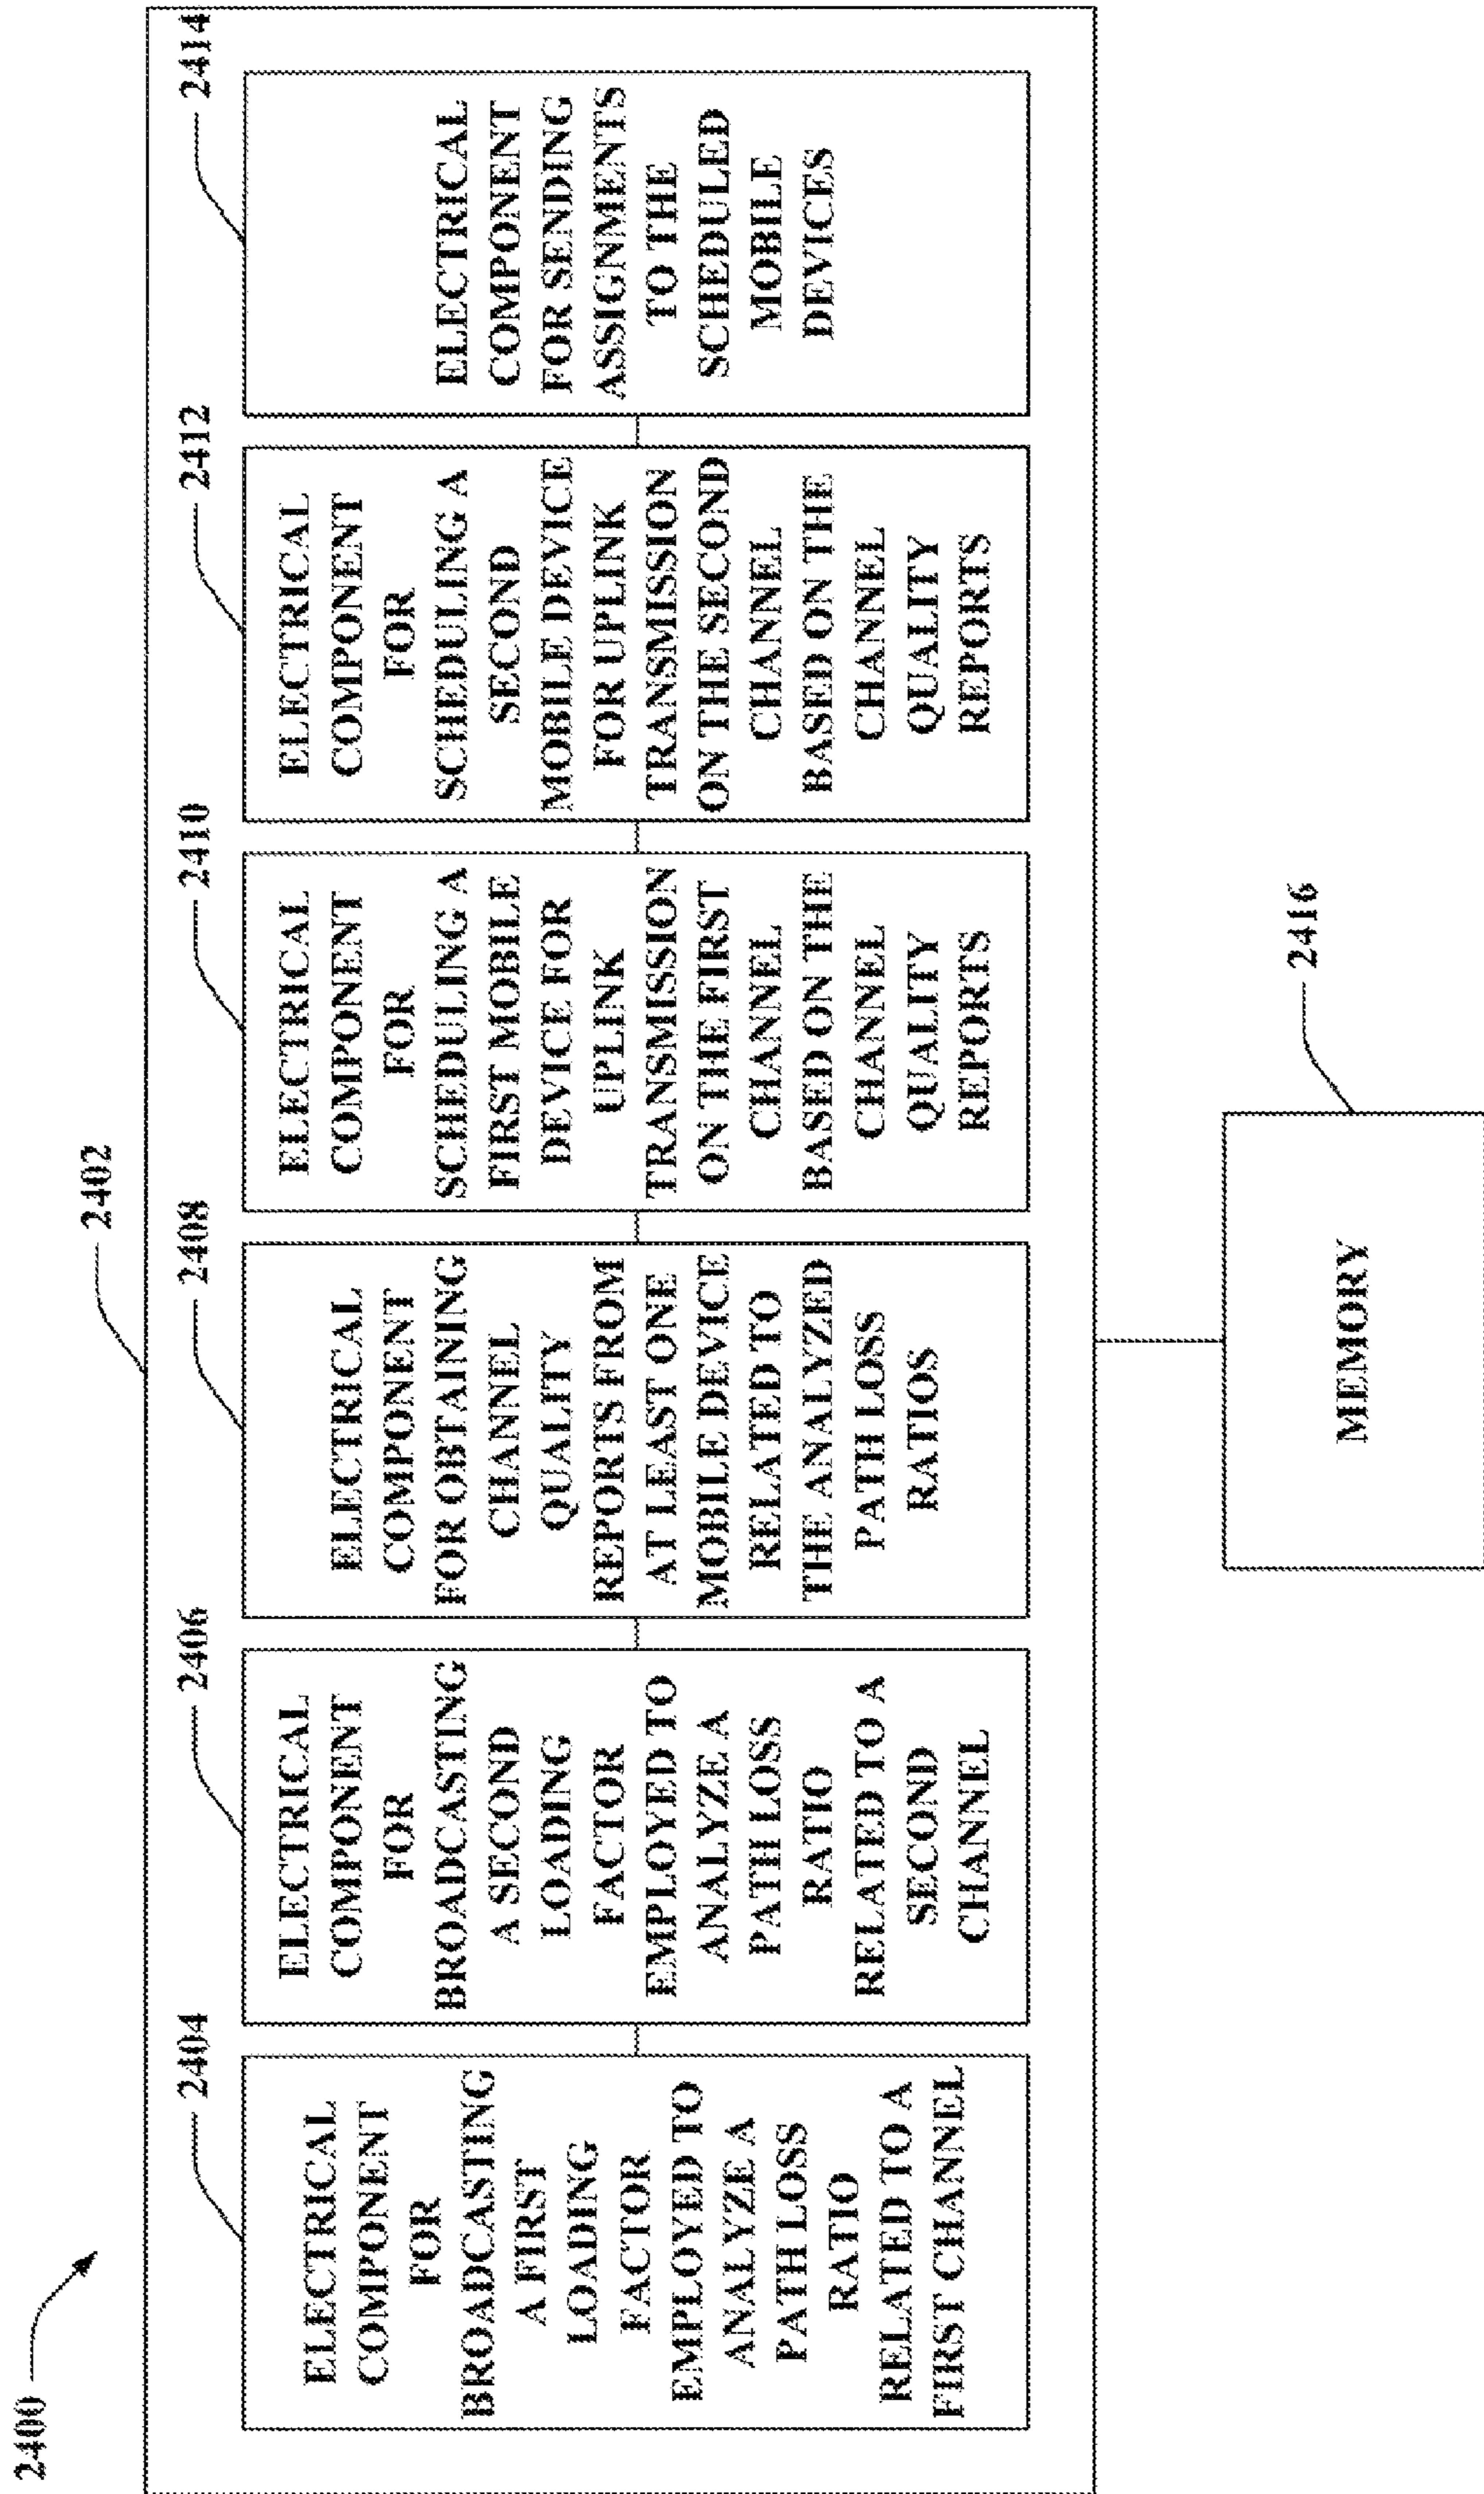 2400
2402
2404
ELECTRICAL
COMPONENT
FOR
BROADCASTING
A FIRST
LOADING
FACTOR
EMPLOYED TO
ANALYZE A
PATH LOSS
RATIO
RELATED TO A
FIRST CHANNEL
2406
ELECTRICAL
COMPONENT
FOR
BROADCASTING
A SECOND
LOADING
FACTOR
EMPLOYED TO
ANALYZE A
PATH LOSS
RATIO
RELATED TO A
SECOND
CHANNEL
2408
ELECTRICAL
COMPONENT
FOR OBTAINING
CHANNEL
QUALITY
REPORTS FROM
AT LEAST ONE
MOBILE DEVICE
RELATED TO
THE ANALYZED
PATH LOSS
RATIOS
2410
ELECTRICAL
COMPONENT
FOR
SCHEDULING A
FIRST MOBILE
DEVICE FOR
UPLINK
TRANSMISSION
ON THE FIRST
CHANNEL
BASED ON THE
CHANNEL
QUALITY
REPORTS
2412
ELECTRICAL
COMPONENT
FOR
SCHEDULING A
SECOND
MOBILE DEVICE
FOR UPLINK
TRANSMISSION
ON THE SECOND
CHANNEL
BASED ON THE
CHANNEL
QUALITY
REPORTS
2414
ELECTRICAL
COMPONENT
FOR SENDING
ASSIGNMENTS
TO THE
SCHEDULED
MOBILE
DEVICES
2416
MEMORY